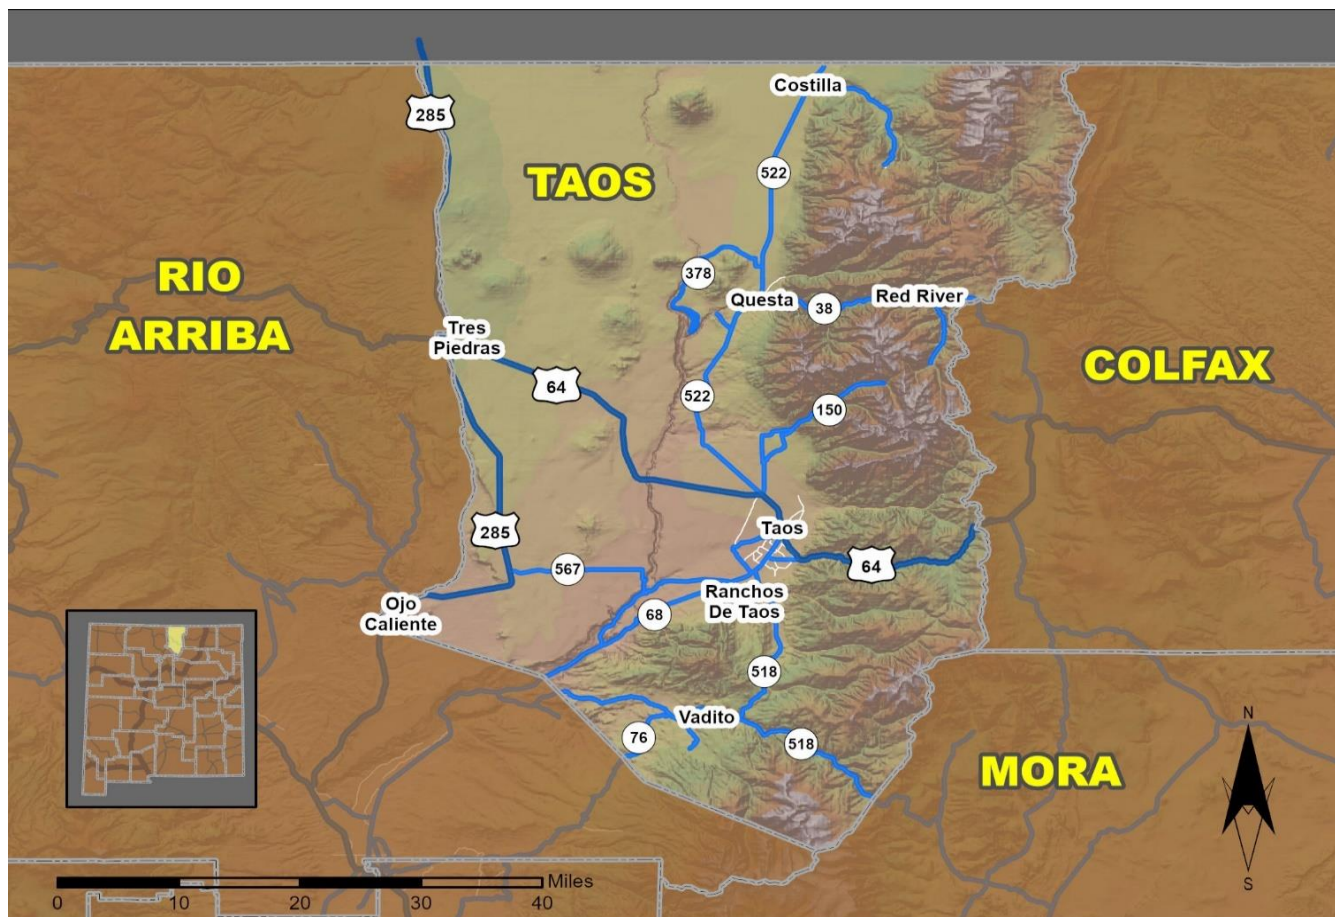 Costilla
285
522
TAOS
RIO
ARRIBA
378
Questa
38
Red River
Tres
Piedras
64
522
150
COLFAX
285
Taos
567
64
Ojo
Caliente
68
Ranchos
De Taos
518
Vadito
76
518
MORA
N
S
Miles
0
10
20
30
40